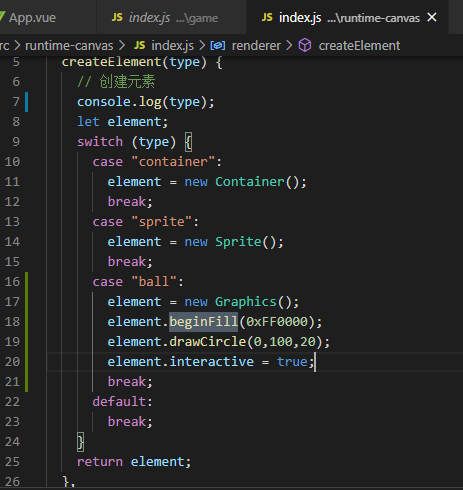 App.vue index.js ...\game index.js ...\runtime-canvas
rc > runtime-canvas > index.js > renderer > createElement
5 createElement(type) {
6 // 创建元素
7 console.log(type);
8 let element;
9 switch (type) {
10 case "container":
11 element = new Container();
12 break;
13 case "sprite":
14 element = new Sprite();
15 break;
16 case "ball":
17 element = new Graphics();
18 element.beginFill(0xFF0000);
19 element.drawCircle(0,100,20);
20 element.interactive = true;
21 break;
22 default:
23 break;
24 }
25 return element;
26 },